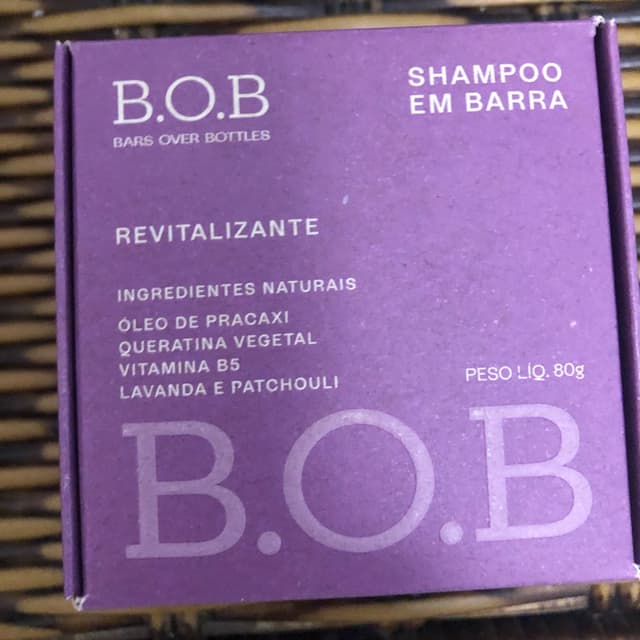 B.O.B
BARS OVER BOTTLES
SHAMPOO
EM BARRA
REVITALIZANTE
INGREDIENTES NATURAIS
ÓLEO DE PRACAXI
QUERATINA VEGETAL
VITAMINA B5
LAVANDA E PATCHOULI
PESO LÍQ. 80g
B.O.B